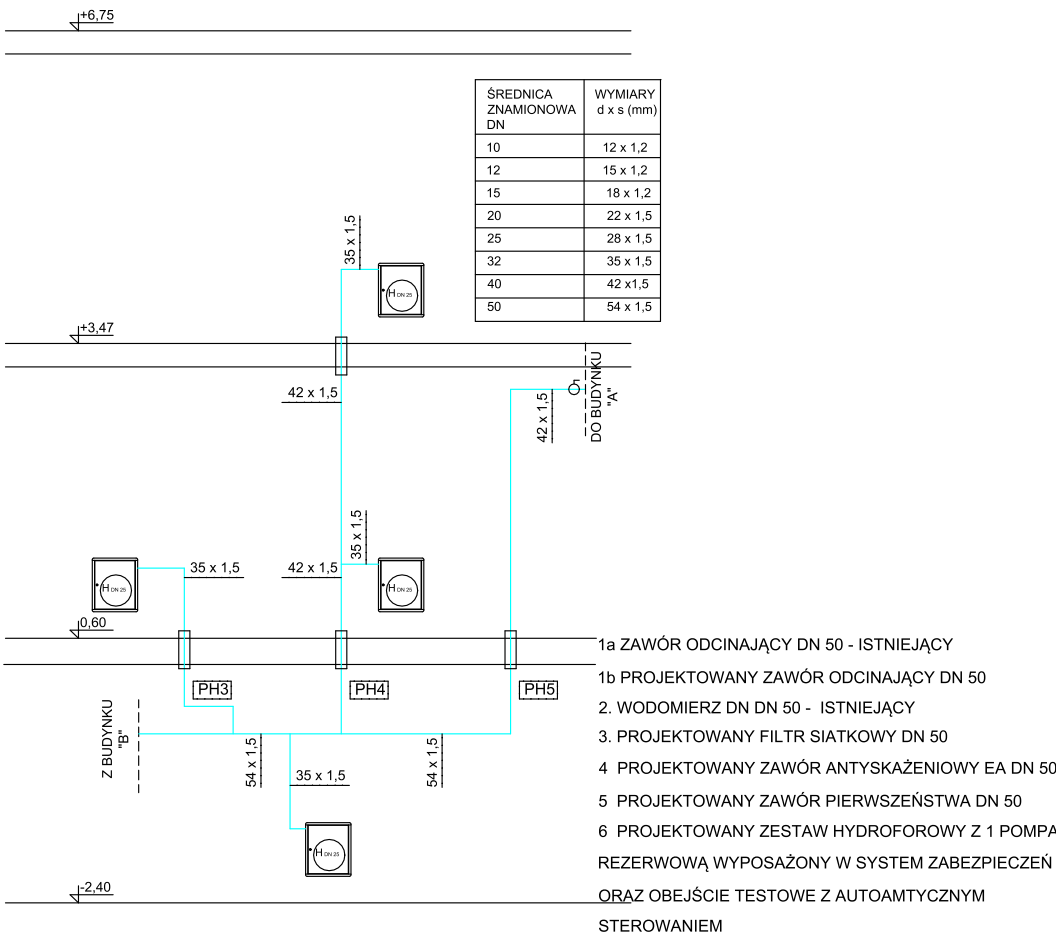 +6,75
ŚREDNICA
ZNAMIONOWA
DN
WYMIARY
d x s (mm)
10 12 x 1,2
12 15 x 1,2
15 18 x 1,2
20 22 x 1,5
25 28 x 1,5
32 35 x 1,5
40 42 x1,5
50 54 x 1,5
35 x 1,5
H DN 25
+3,47
42 x 1,5
42 x 1,5
DO BUDYNKU
"A"
35 x 1,5
H DN 25
35 x 1,5
42 x 1,5
H DN 25
0,60
PH3
PH4
PH5
Z BUDYNKU
"B"
54 x 1,5
35 x 1,5
54 x 1,5
H DN 25
-2,40
1a ZAWÓR ODCINAJĄCY DN 50 - ISTNIEJĄCY
1b PROJEKTOWANY ZAWÓR ODCINAJĄCY DN 50
2. WODOMIERZ DN DN 50 - ISTNIEJĄCY
3. PROJEKTOWANY FILTR SIATKOWY DN 50
4 PROJEKTOWANY ZAWÓR ANTYSKAŻENIOWY EA DN 50
5 PROJEKTOWANY ZAWÓR PIERWSZEŃSTWA DN 50
6 PROJEKTOWANY ZESTAW HYDROFOROWY Z 1 POMPA
REZERWOWĄ WYPOSAŻONY W SYSTEM ZABEZPIECZEŃ
ORAZ OBEJŚCIE TESTOWE Z AUTOAMTYCZNYM
STEROWANIEM